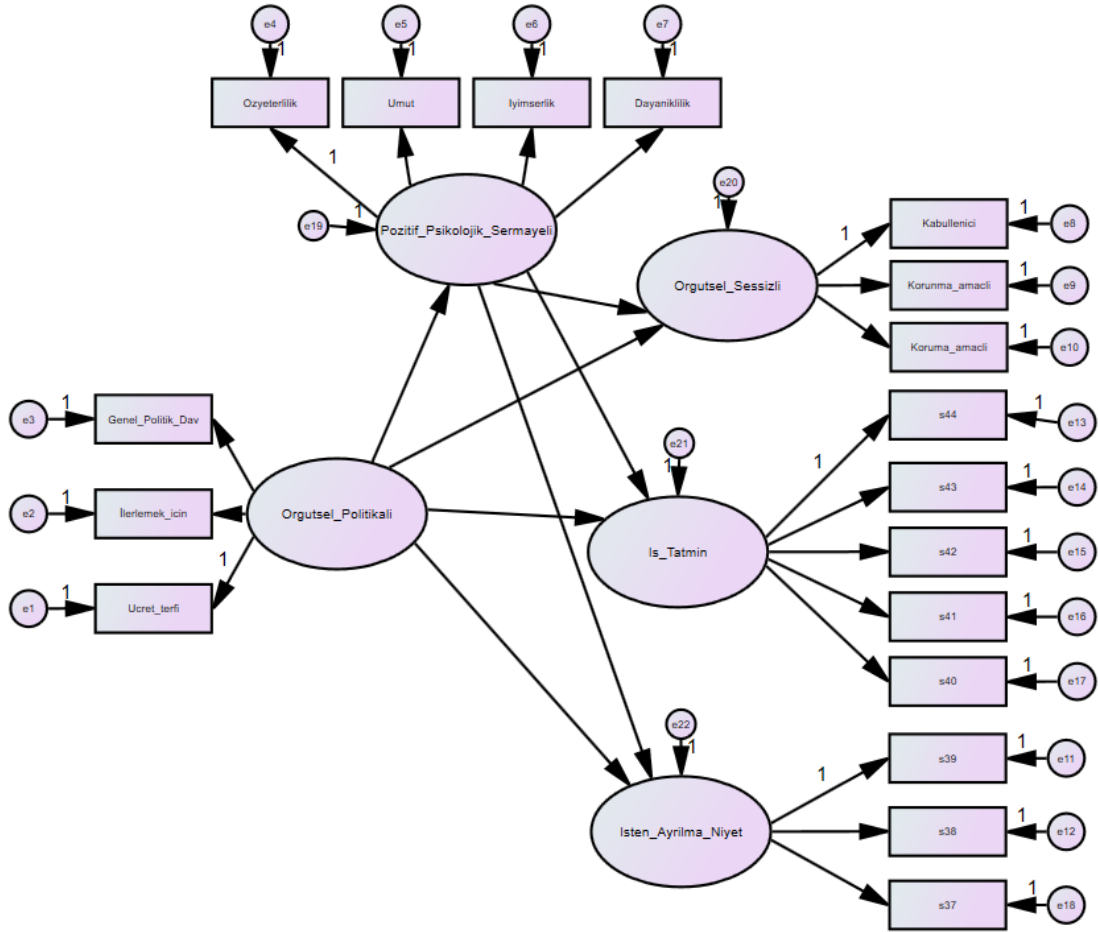 e4
e5
e6
e7
1
1
1
1
Ozyeterlilik
Umut
Iyimserlik
Dayaniklilik
1
e19
1
Pozitif_Psikolojik_Sermayeli
e20
1
Orgutsel_Sessizli
1
Kabullenici
1
e8
Korunma_amacli
1
e9
Koruma_amacli
1
e10
e3
1
Genel_Politik_Dav
e2
1
İlerlemek_icin
e1
1
Ucret_terfi
1
Orgutsel_Politikali
e21
1
Is_Tatmin
1
s44
1
e13
s43
1
e14
s42
1
e15
s41
1
e16
s40
1
e17
e22
1
Isten_Ayrilma_Niyet
1
s39
1
e11
s38
1
e12
s37
1
e18